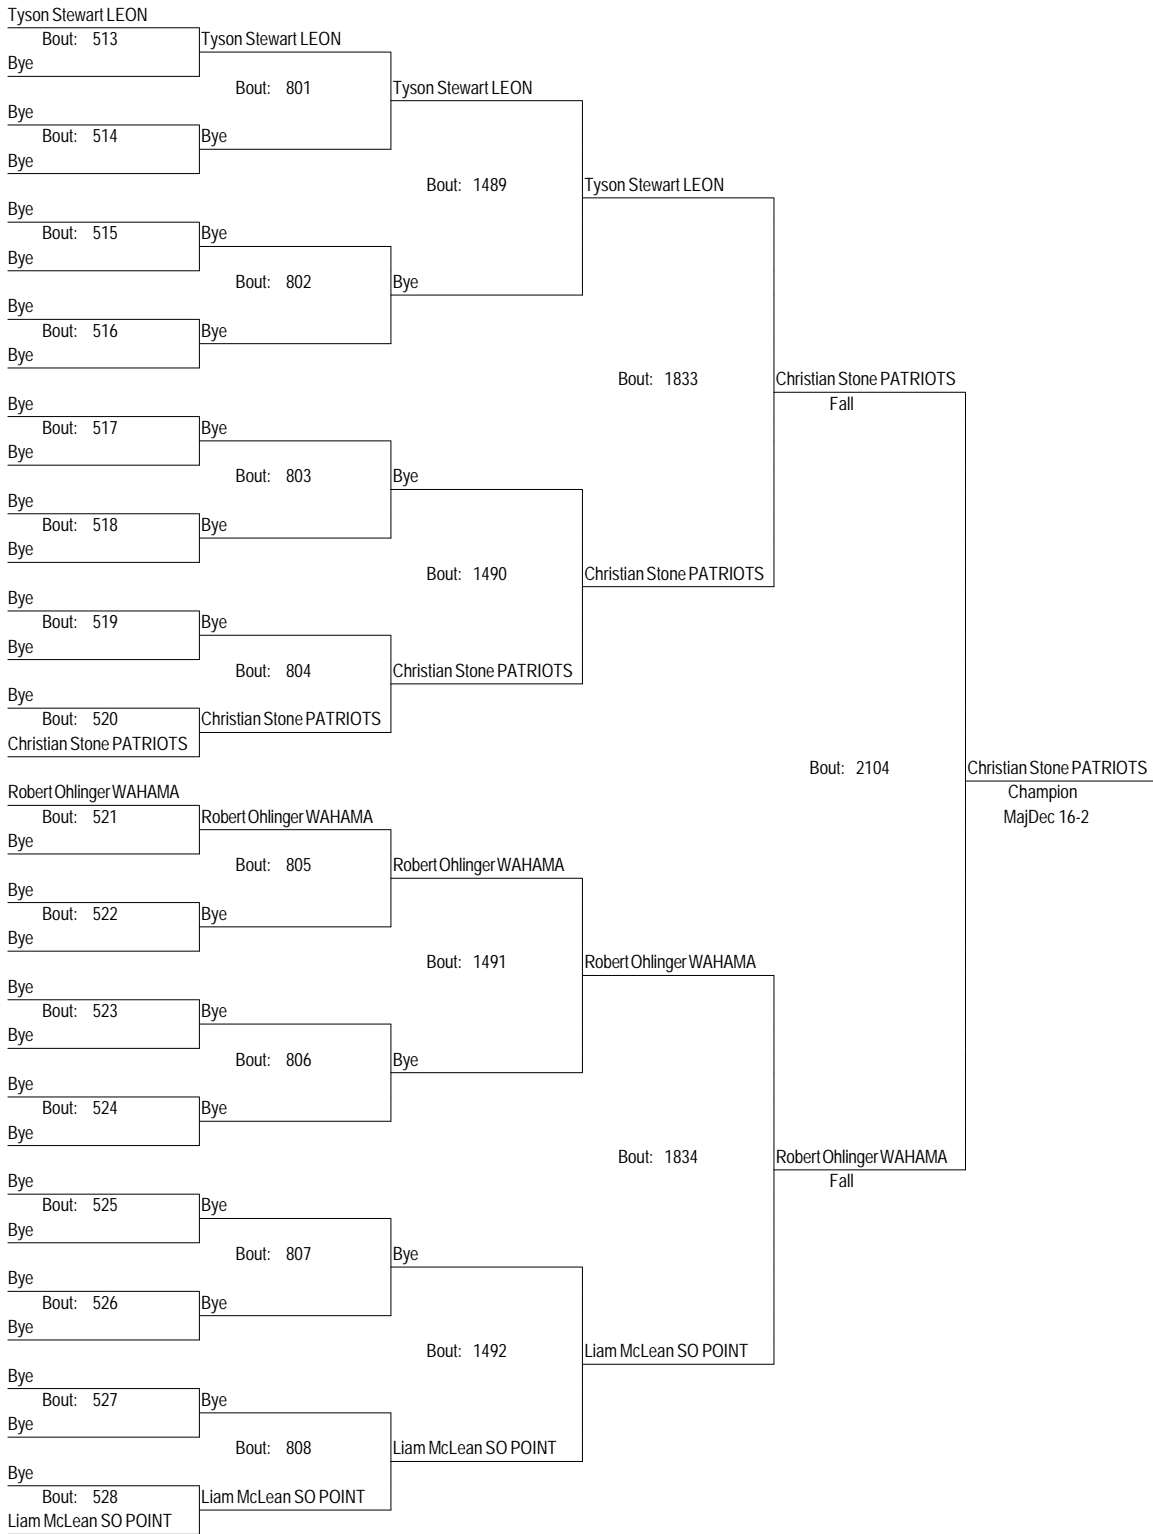 Tyson Stewart LEON
Bout: 513 Tyson Stewart LEON
Bye
Bout: 801 Tyson Stewart LEON
Bye
Bout: 514 Bye
Bye
Bout: 1489 Tyson Stewart LEON
Bye
Bout: 515 Bye
Bye
Bout: 802 Bye
Bye
Bout: 516 Bye
Bye
Bout: 1833 Christian Stone PATRIOTS
Bye
Fall
Bout: 517 Bye
Bye
Bout: 803 Bye
Bye
Bout: 518 Bye
Bye
Bout: 1490 Christian Stone PATRIOTS
Bye
Bout: 519 Bye
Bye
Bout: 804 Christian Stone PATRIOTS
Bye
Bout: 520 Christian Stone PATRIOTS
Christian Stone PATRIOTS
Bout: 2104 Christian Stone PATRIOTS
Robert Ohlinger WAHAMA
Champion
Bout: 521 Robert Ohlinger WAHAMA
MajDec 16-2
Bye
Bout: 805 Robert Ohlinger WAHAMA
Bye
Bout: 522 Bye
Bye
Bout: 1491 Robert Ohlinger WAHAMA
Bye
Bout: 523 Bye
Bye
Bout: 806 Bye
Bye
Bout: 524 Bye
Bye
Bout: 1834 Robert Ohlinger WAHAMA
Bye
Fall
Bout: 525 Bye
Bye
Bout: 807 Bye
Bye
Bout: 526 Bye
Bye
Bout: 1492 Liam McLean SO POINT
Bye
Bout: 527 Bye
Bye
Bout: 808 Liam McLean SO POINT
Bye
Bout: 528 Liam McLean SO POINT
Liam McLean SO POINT